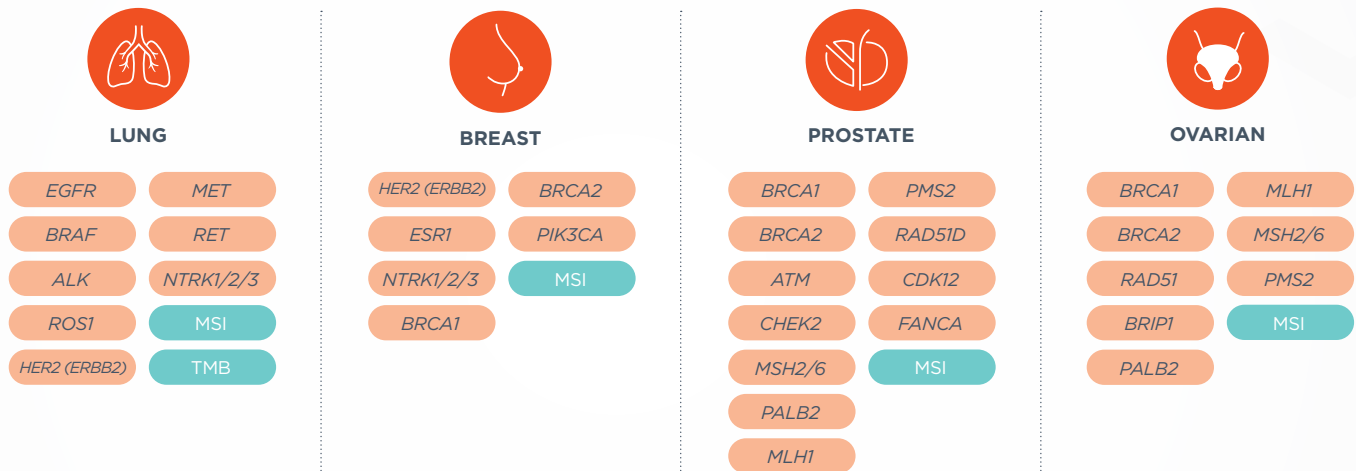 LUNG
EGFR
MET
BRAF
RET
ALK
NTRK1/2/3
ROS1
MSI
HER2 (ERBB2)
TMB
BREAST
HER2 (ERBB2)
BRCA2
ESR1
PIK3CA
NTRK1/2/3
MSI
BRCA1
PROSTATE
BRCA1
PMS2
BRCA2
RAD51D
ATM
CDK12
CHEK2
FANCA
MSH2/6
MSI
PALB2
MLH1
OVARIAN
BRCA1
MLH1
BRCA2
MSH2/6
RAD51
PMS2
BRIP1
MSI
PALB2